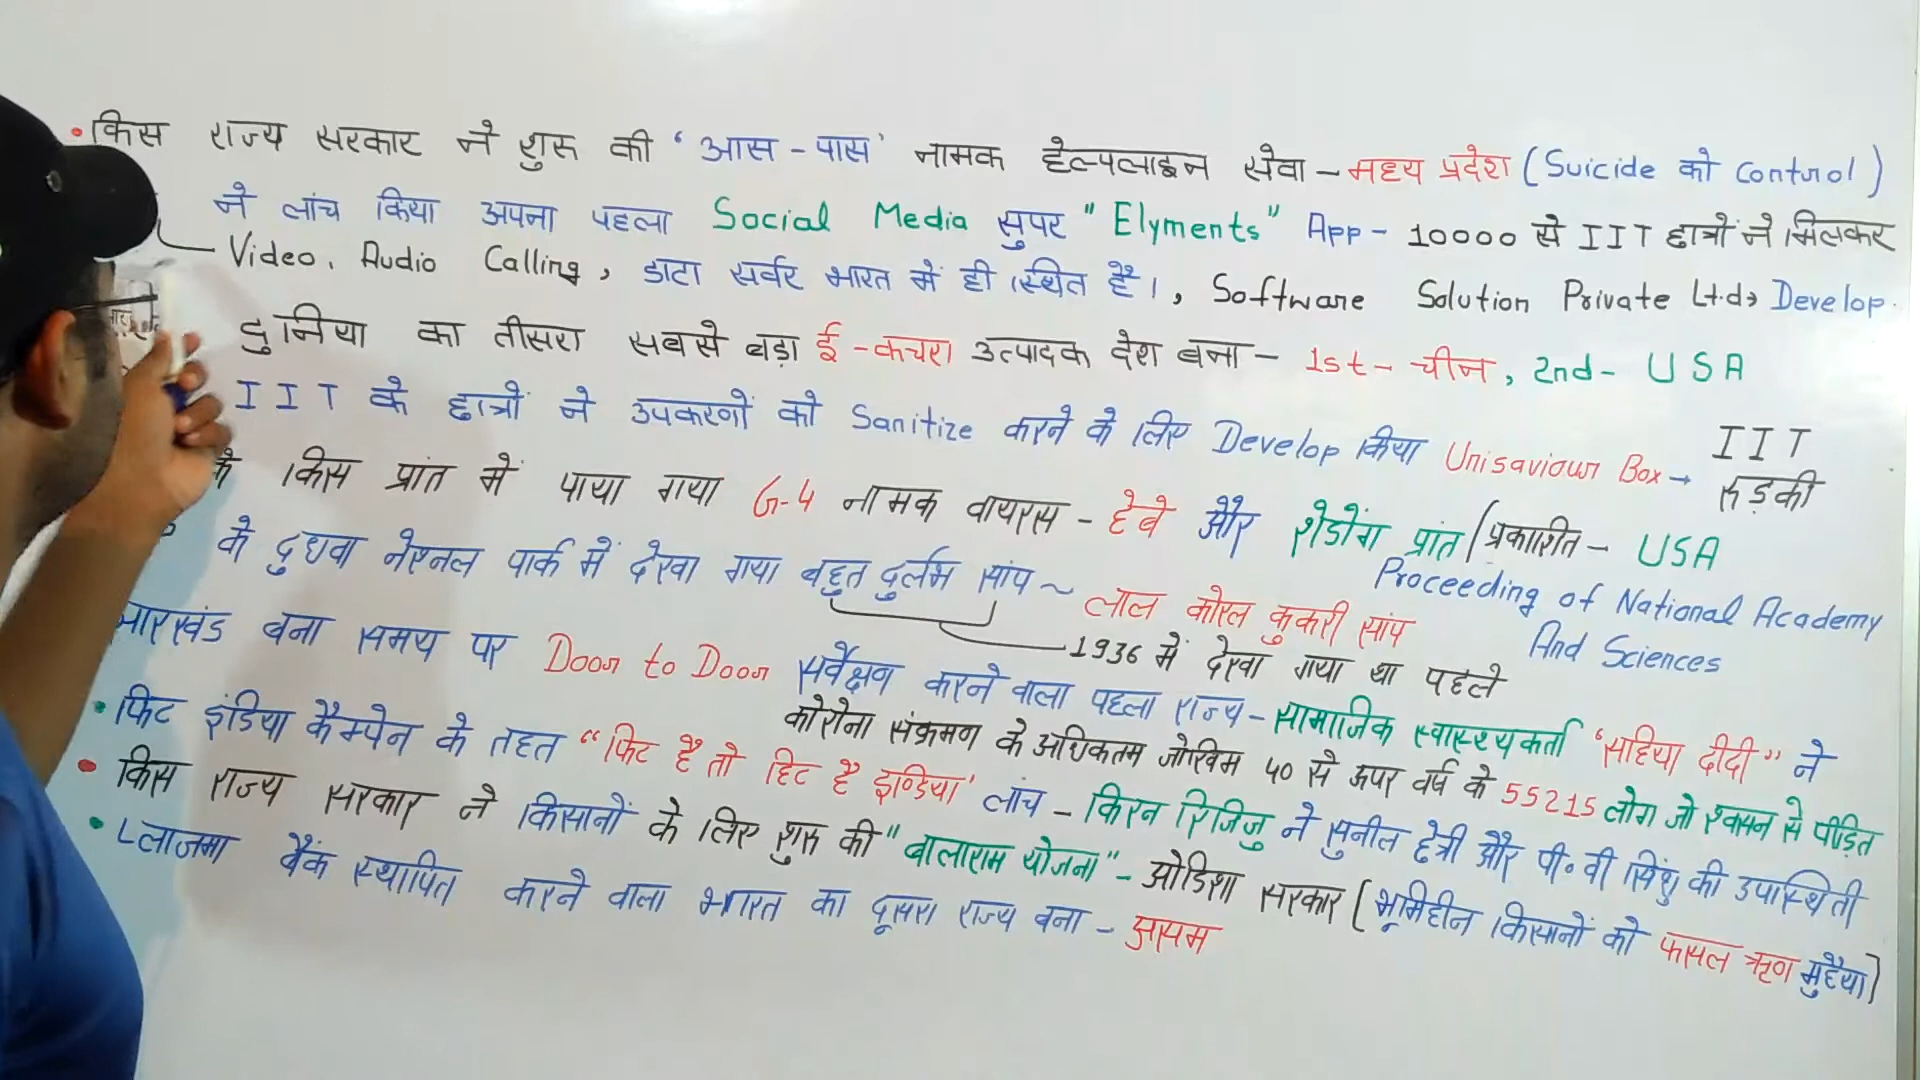 • किस राज्य सरकार ने शुरू की ‘आस-पास’ नामक हेल्पलाइन सेवा – मध्य प्रदेश (Suicide को Control)
ने लांच किया अपना पहला Social Media सुपर "Elyments" App - 10000 से IIT छात्रों ने मिलकर
Video, Audio Calling, डाटा सर्वर भारत में ही स्थित है।, Software Solution Private Ltd, Develop.
दुनिया का तीसरा सबसे बड़ा ई-कचरा उत्पादक देश बना – 1st - चीन, 2nd - USA
IIT के छात्रों ने उपकरणों को Sanitize करने के लिए Develop किया Unisaviour Box → IIT रुड़की
के किस प्रांत में पाया गया G-4 नामक वायरस - हेबे और शेडोंग प्रांत / प्रकाशित – USA
Proceeding of National Academy And Sciences
के दुधवा नेशनल पार्क में देखा गया बहुत दुर्लभ सांप ~ लाल कोरल कुकरी सांप
1936 में देखा गया था पहले
झारखंड बना समय पर Door to Door सर्वेक्षण करने वाला पहला राज्य – सामाजिक स्वास्थ्यकर्ता ‘सहिया दीदी” ने
कोरोना संक्रमण के अधिकतम जोखिम 40 से ऊपर वर्ष के 55215 लोग जो श्वसन से पीड़ित
• फिट इंडिया कैम्पेन के तहत “फिट है तो हिट है इण्डिया’ लांच – किरन रिजिजु ने सुनील छेत्री और पी॰ वी सिंधु की उपास्थिती
• किस राज्य सरकार ने किसानों के लिए शुरू की "बालाराम योजना" – ओडिशा सरकार [भूमिहीन किसानों को फसल ऋण मुहैया]
• प्लाजमा बैंक स्थापित करने वाला भारत का दूसरा राज्य बना – असम